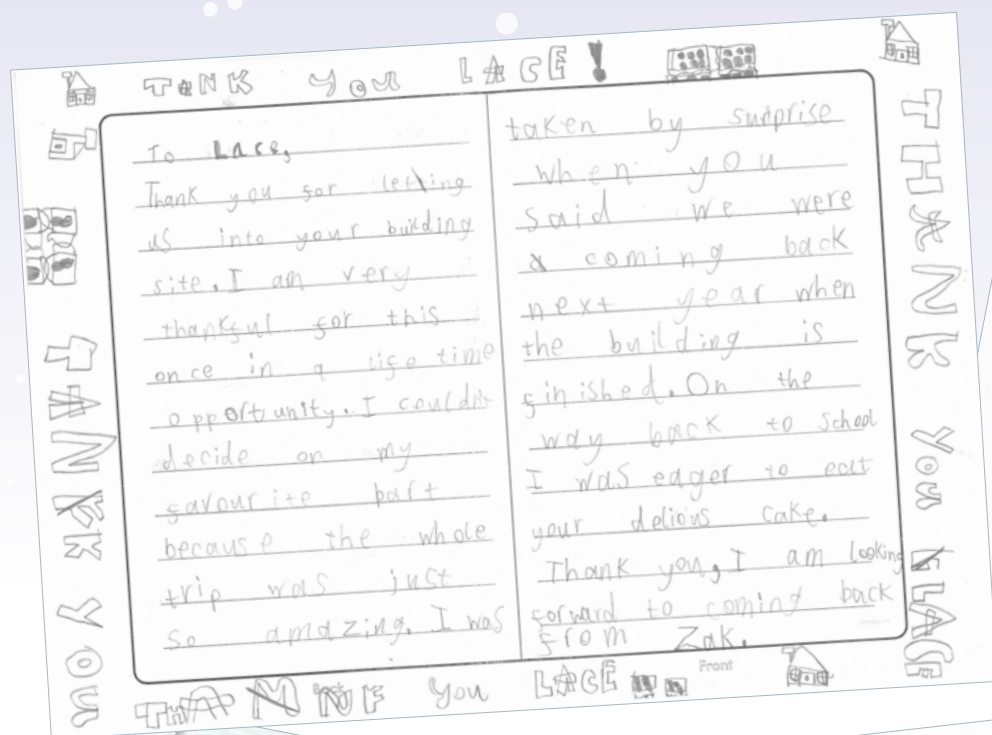 TANK you LACE!
To Lace,
Thank you for letting
us into your building
site. I am very
thankful for this
once in a life time
opportunity. I couldnt
decide on my
favourite part
because the whole
trip was just
so amazing. I was
taken by surprise
when you
said we were
coming back
next year when
the building is
finished. On the
way back to school
I was eager to eat
your delious cake.
Thank you, I am looking
forward to coming back
from Zak.
Front
THANK YOU LACE
YOU LACE
YOU